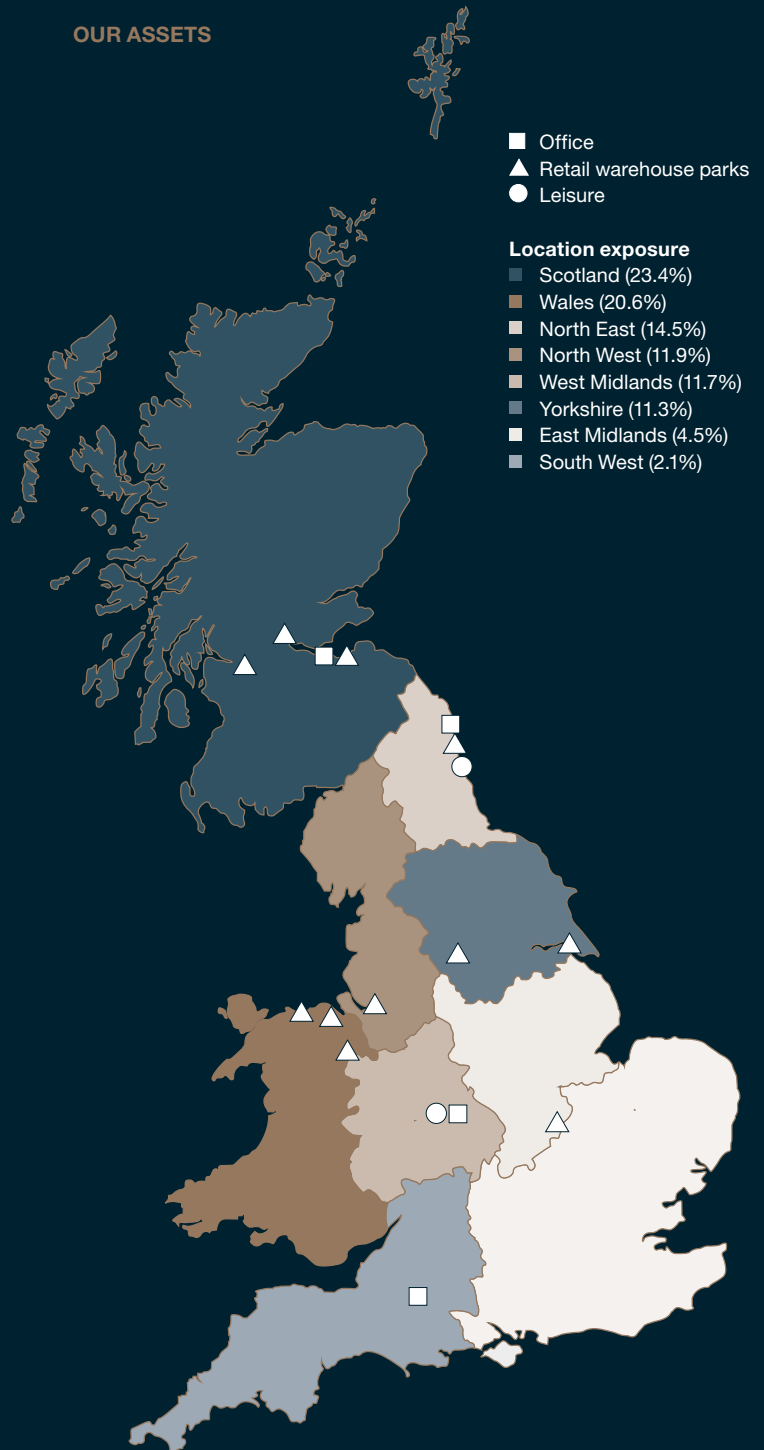 OUR ASSETS
Office
Retail warehouse parks
Leisure
Location exposure
Scotland (23.4%)
Wales (20.6%)
North East (14.5%)
North West (11.9%)
West Midlands (11.7%)
Yorkshire (11.3%)
East Midlands (4.5%)
South West (2.1%)